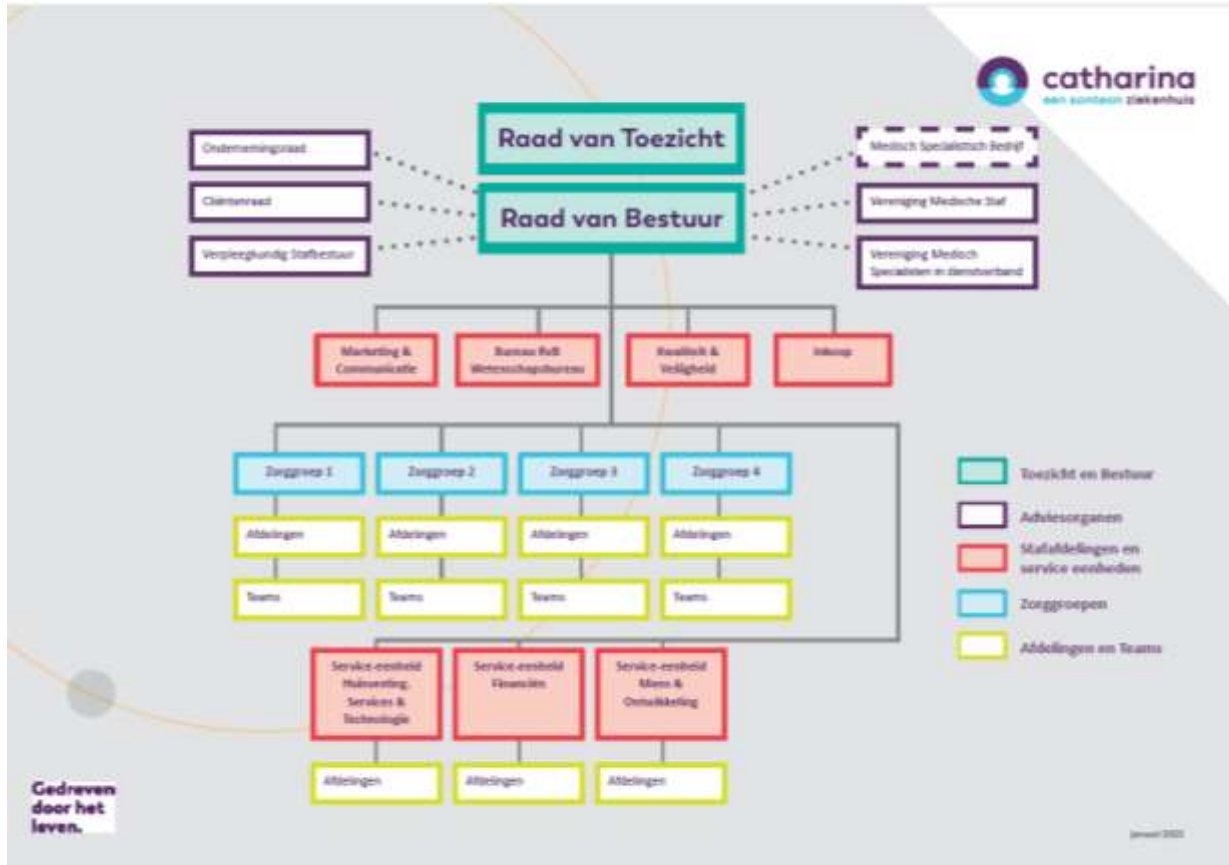 catharina
een santeon ziekenhuis
Raad van Toezicht
Raad van Bestuur
Ondernemingsraad
Cliëntenraad
Verpleegkundig Stafbestuur
Medisch Specialistisch Bedrijf
Vereniging Medische Staf
Vereniging Medisch
Specialisten in dienstverband
Marketing &
Communicatie
Bureau RvB
Wetenschapsbureau
Kwaliteit &
Veiligheid
Inkoop
Zorggroep 1
Zorggroep 2
Zorggroep 3
Zorggroep 4
Afdelingen
Afdelingen
Afdelingen
Afdelingen
Teams
Teams
Teams
Teams
Service-eenheid
Huisvesting,
Services &
Technologie
Service-eenheid
Financiën
Service-eenheid
Mens &
Ontwikkeling
Afdelingen
Afdelingen
Afdelingen
Toezicht en Bestuur
Adviesorganen
Stafafdelingen en
service eenheden
Zorggroepen
Afdelingen en Teams
Gedreven
door het
leven.
januari